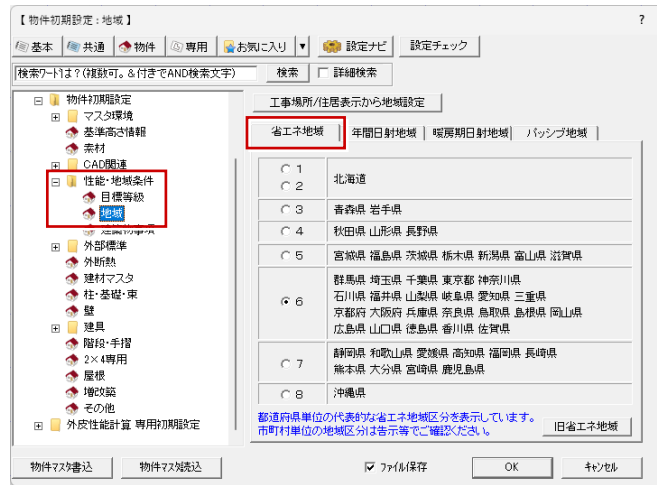 【 物件初期設定 : 地域 】 ?
基本 共通 物件 専用 お気に入り ▼ 設定ナビ 設定チェック
検索ワードは？(複数可。＆付きでAND検索文字) 検索 詳細検索
物件初期設定
マスタ環境
基準高さ情報
素材
CAD関連
性能・地域条件
目標等級
地域
外部標準
外断熱
建材マスタ
柱・基礎・束
壁
建具
階段・手摺
2×4専用
屋根
増改築
その他
外皮性能計算 専用初期設定
工事場所/住居表示から地域設定
省エネ地域 年間日射地域 暖房期日射地域 パッシブ地域
1
2
北海道
3 青森県 岩手県
4 秋田県 山形県 長野県
5 宮城県 福島県 茨城県 栃木県 新潟県 富山県 滋賀県
6
群馬県 埼玉県 千葉県 東京都 神奈川県
石川県 福井県 山梨県 岐阜県 愛知県 三重県
京都府 大阪府 兵庫県 奈良県 鳥取県 島根県 岡山県
広島県 山口県 徳島県 香川県 佐賀県
7
静岡県 和歌山県 愛媛県 高知県 福岡県 長崎県
熊本県 大分県 宮崎県 鹿児島県
8 沖縄県
都道府県単位の代表的な省エネ地域区分を表示しています。
市町村単位の地域区分は告示等でご確認ください。
旧省エネ地域
物件マスタ書込 物件マスタ読込 ファイル保存 OK キャンセル